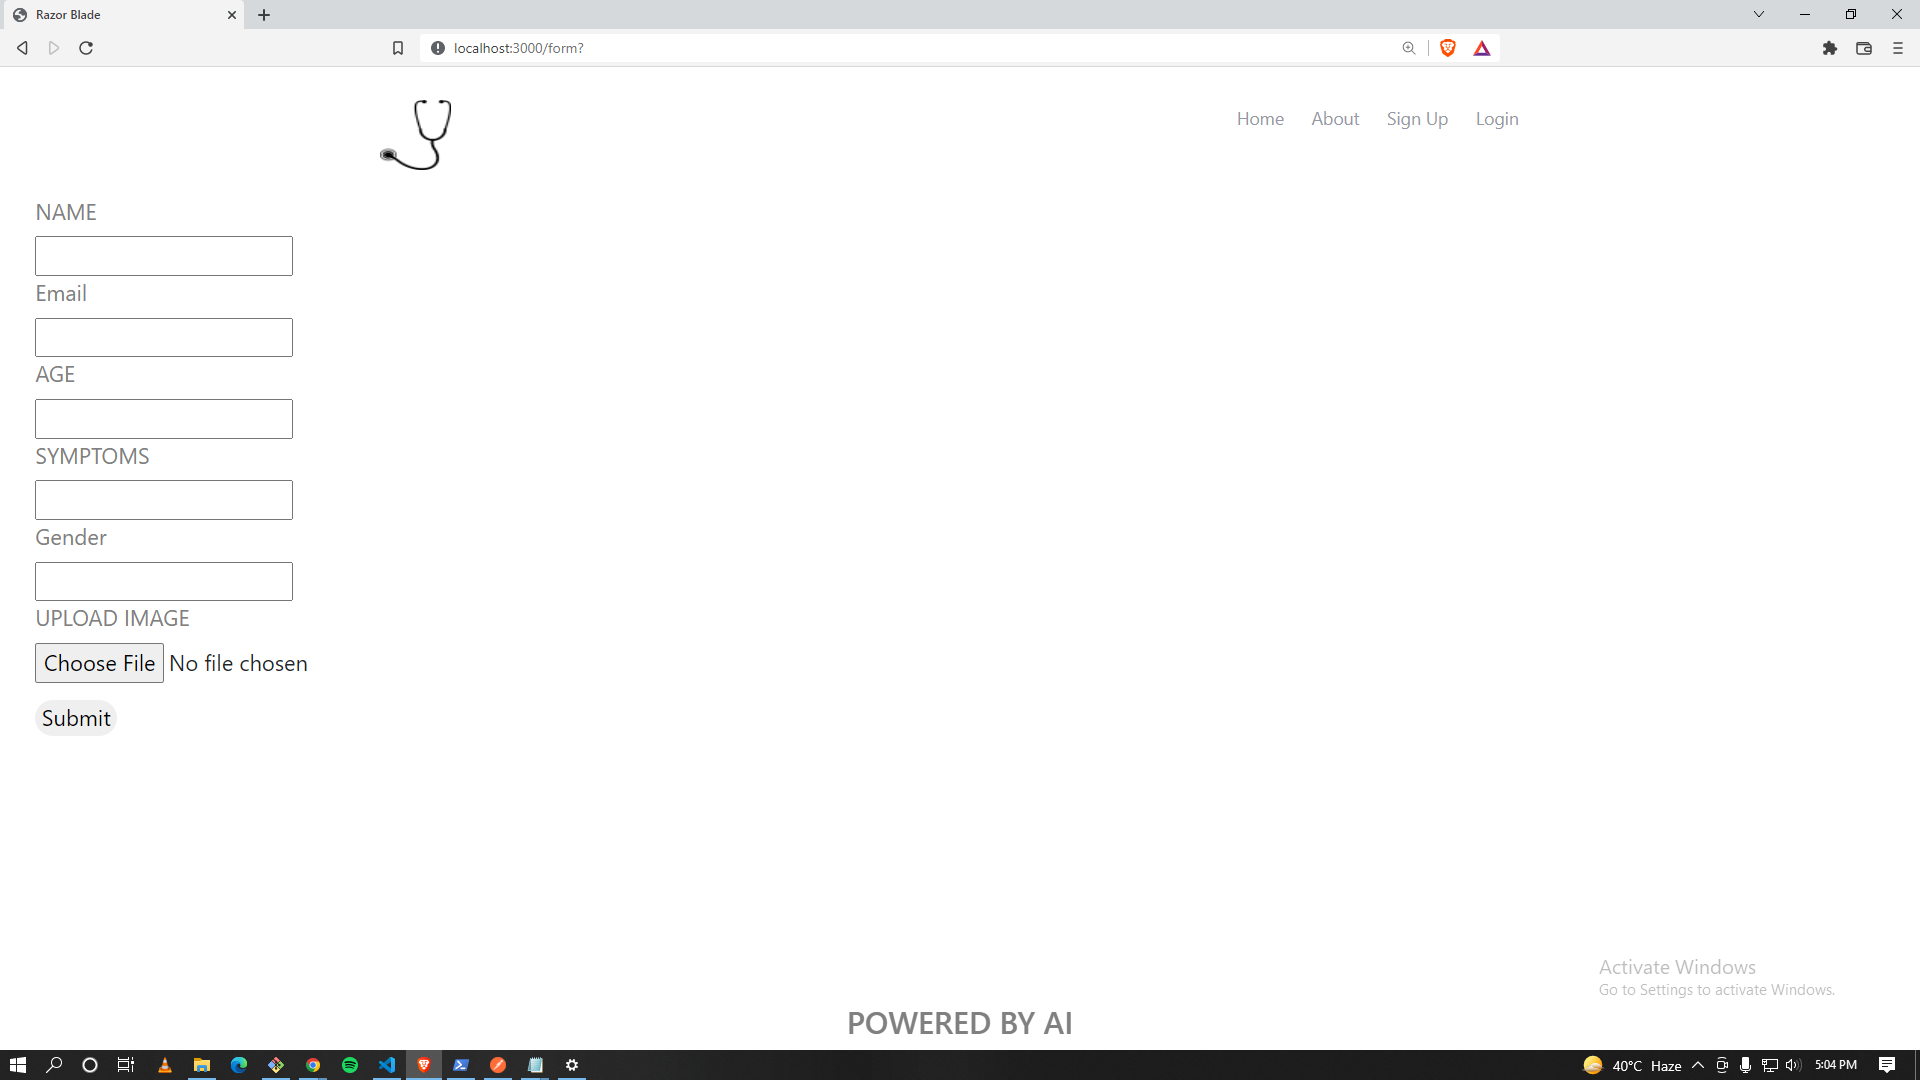 Razor Blade
localhost:3000/form?
Home About Sign Up Login
NAME
Email
AGE
SYMPTOMS
Gender
UPLOAD IMAGE
Choose File No file chosen
Submit
Activate Windows
Go to Settings to activate Windows.
POWERED BY AI
40°C Haze 5:04 PM